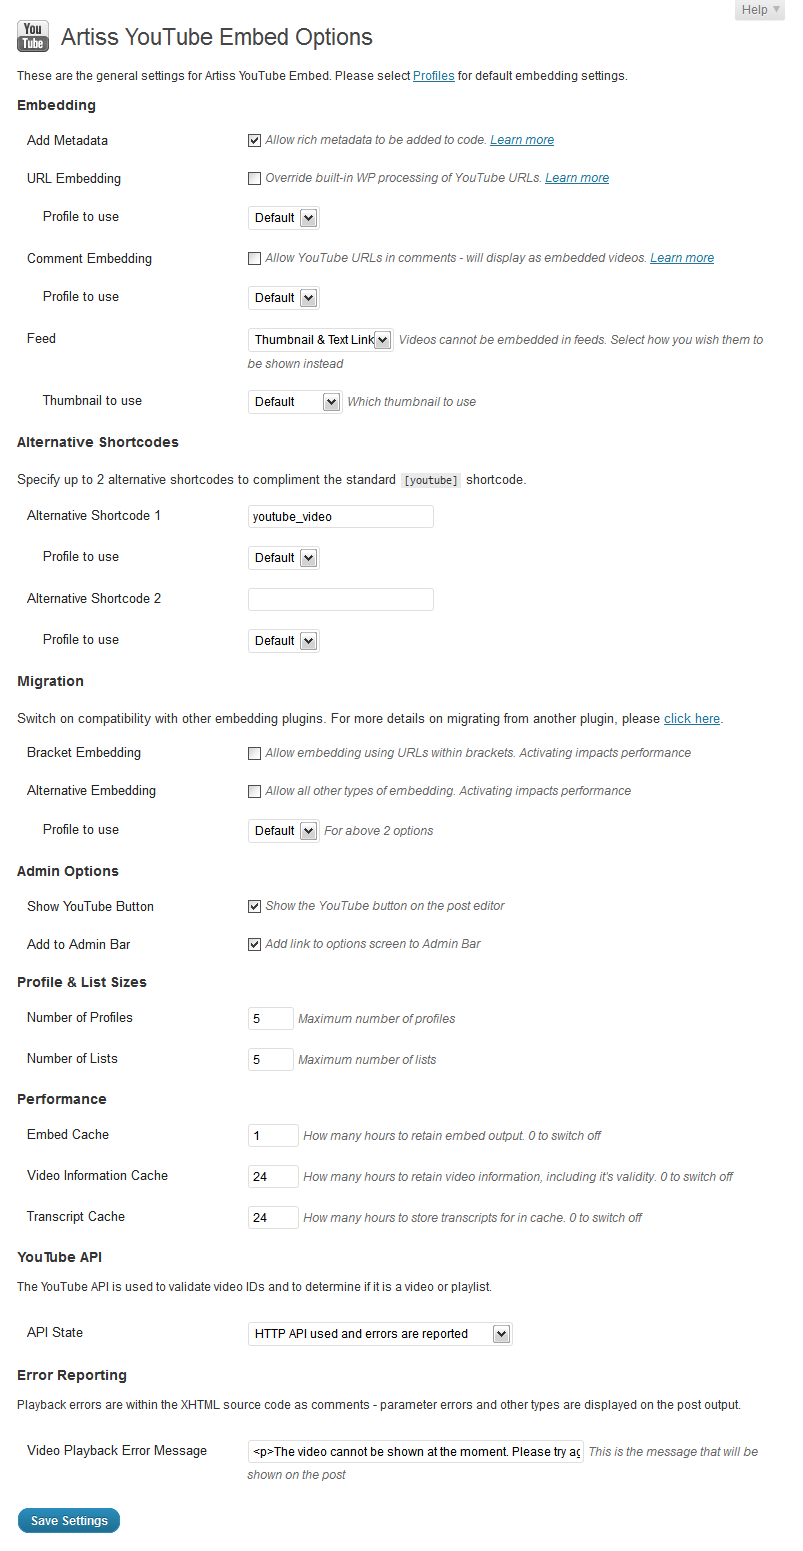 Help
You
Tube
Artiss YouTube Embed Options
These are the general settings for Artiss YouTube Embed. Please select Profiles for default embedding settings.
Embedding
Add Metadata Allow rich metadata to be added to code. Learn more
URL Embedding Override built-in WP processing of YouTube URLs. Learn more
Profile to use Default
Comment Embedding Allow YouTube URLs in comments - will display as embedded videos. Learn more
Profile to use Default
Feed Thumbnail & Text Link Videos cannot be embedded in feeds. Select how you wish them to
be shown instead
Thumbnail to use Default Which thumbnail to use
Alternative Shortcodes
Specify up to 2 alternative shortcodes to compliment the standard [youtube] shortcode.
Alternative Shortcode 1 youtube_video
Profile to use Default
Alternative Shortcode 2
Profile to use Default
Migration
Switch on compatibility with other embedding plugins. For more details on migrating from another plugin, please click here.
Bracket Embedding Allow embedding using URLs within brackets. Activating impacts performance
Alternative Embedding Allow all other types of embedding. Activating impacts performance
Profile to use Default For above 2 options
Admin Options
Show YouTube Button Show the YouTube button on the post editor
Add to Admin Bar Add link to options screen to Admin Bar
Profile & List Sizes
Number of Profiles 5 Maximum number of profiles
Number of Lists 5 Maximum number of lists
Performance
Embed Cache 1 How many hours to retain embed output. 0 to switch off
Video Information Cache 24 How many hours to retain video information, including it's validity. 0 to switch off
Transcript Cache 24 How many hours to store transcripts for in cache. 0 to switch off
YouTube API
The YouTube API is used to validate video IDs and to determine if it is a video or playlist.
API State HTTP API used and errors are reported
Error Reporting
Playback errors are within the XHTML source code as comments - parameter errors and other types are displayed on the post output.
Video Playback Error Message <p>The video cannot be shown at the moment. Please try ag This is the message that will be
shown on the post
Save Settings